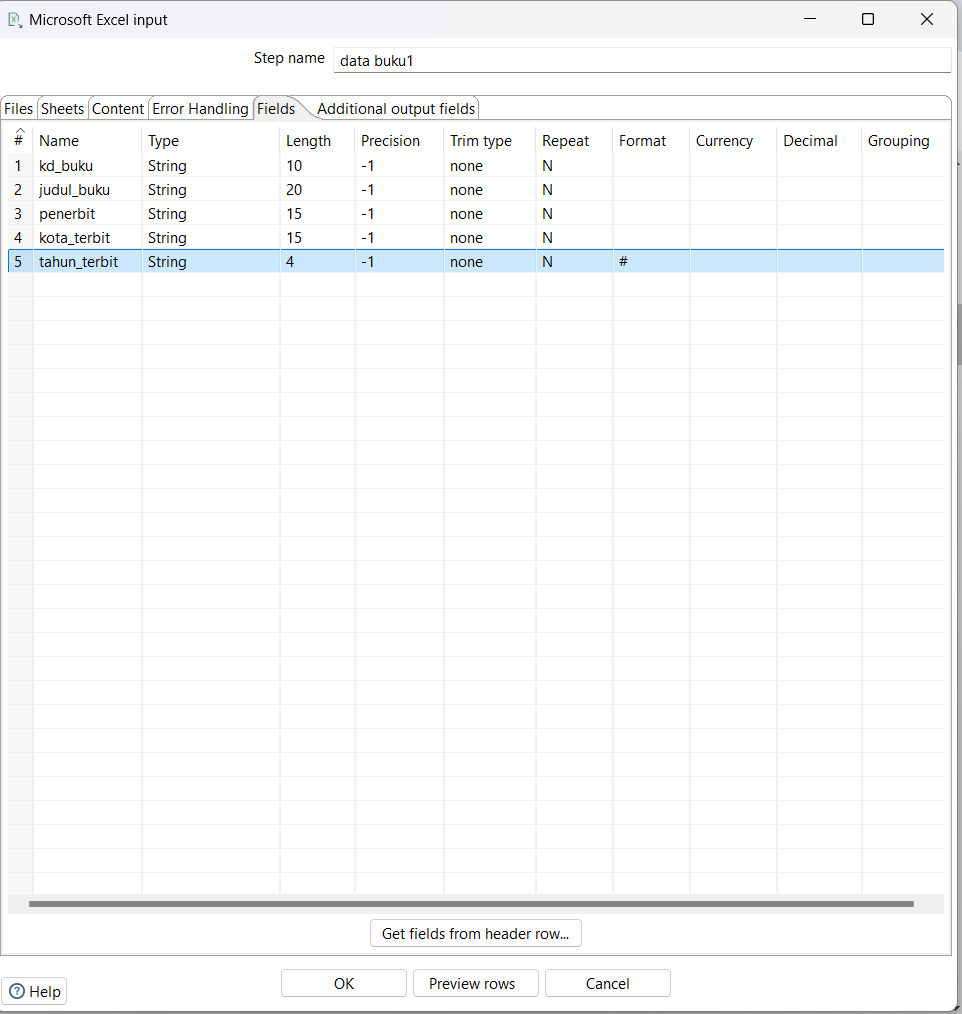 Microsoft Excel input
Step name data buku1
Files Sheets Content Error Handling Fields Additional output fields
# Name Type Length Precision Trim type Repeat Format Currency Decimal Grouping
1 kd_buku String 10 -1 none N
2 judul_buku String 20 -1 none N
3 penerbit String 15 -1 none N
4 kota_terbit String 15 -1 none N
5 tahun_terbit String 4 -1 none N #
Get fields from header row...
OK Preview rows Cancel
? Help